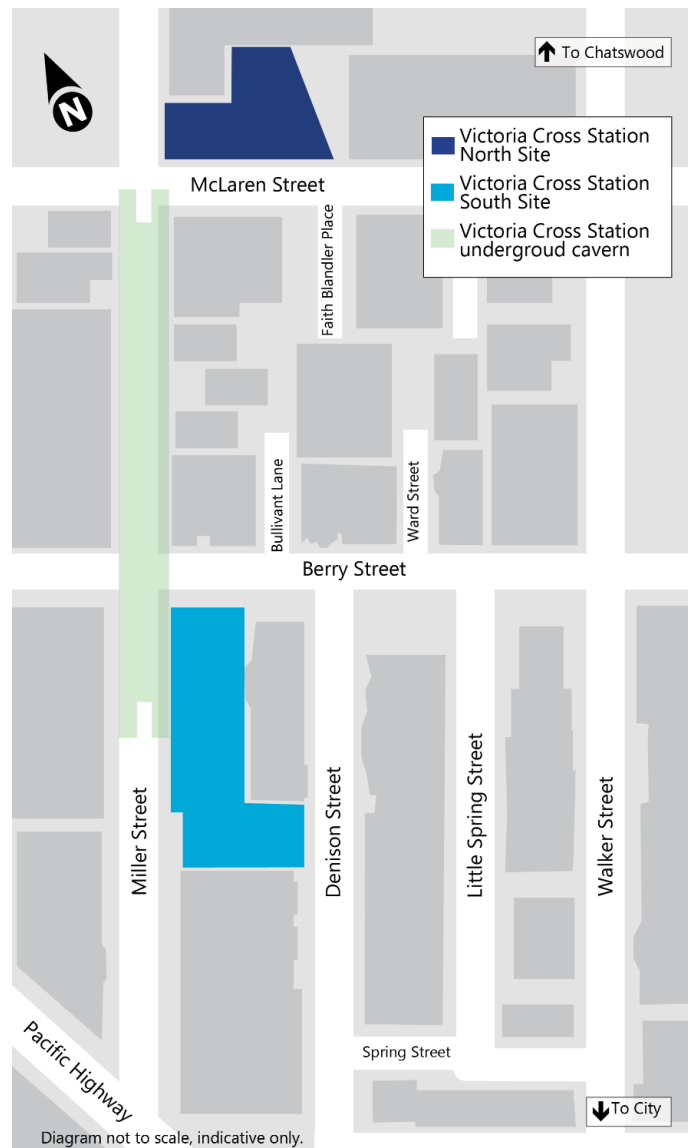 N
To Chatswood
Victoria Cross Station
North Site
Victoria Cross Station
South Site
Victoria Cross Station
undergroud cavern
McLaren Street
Faith Blandler Place
Bullivant Lane
Ward Street
Berry Street
Miller Street
Denison Street
Little Spring Street
Walker Street
Pacific Highway
Spring Street
To City
Diagram not to scale, indicative only.